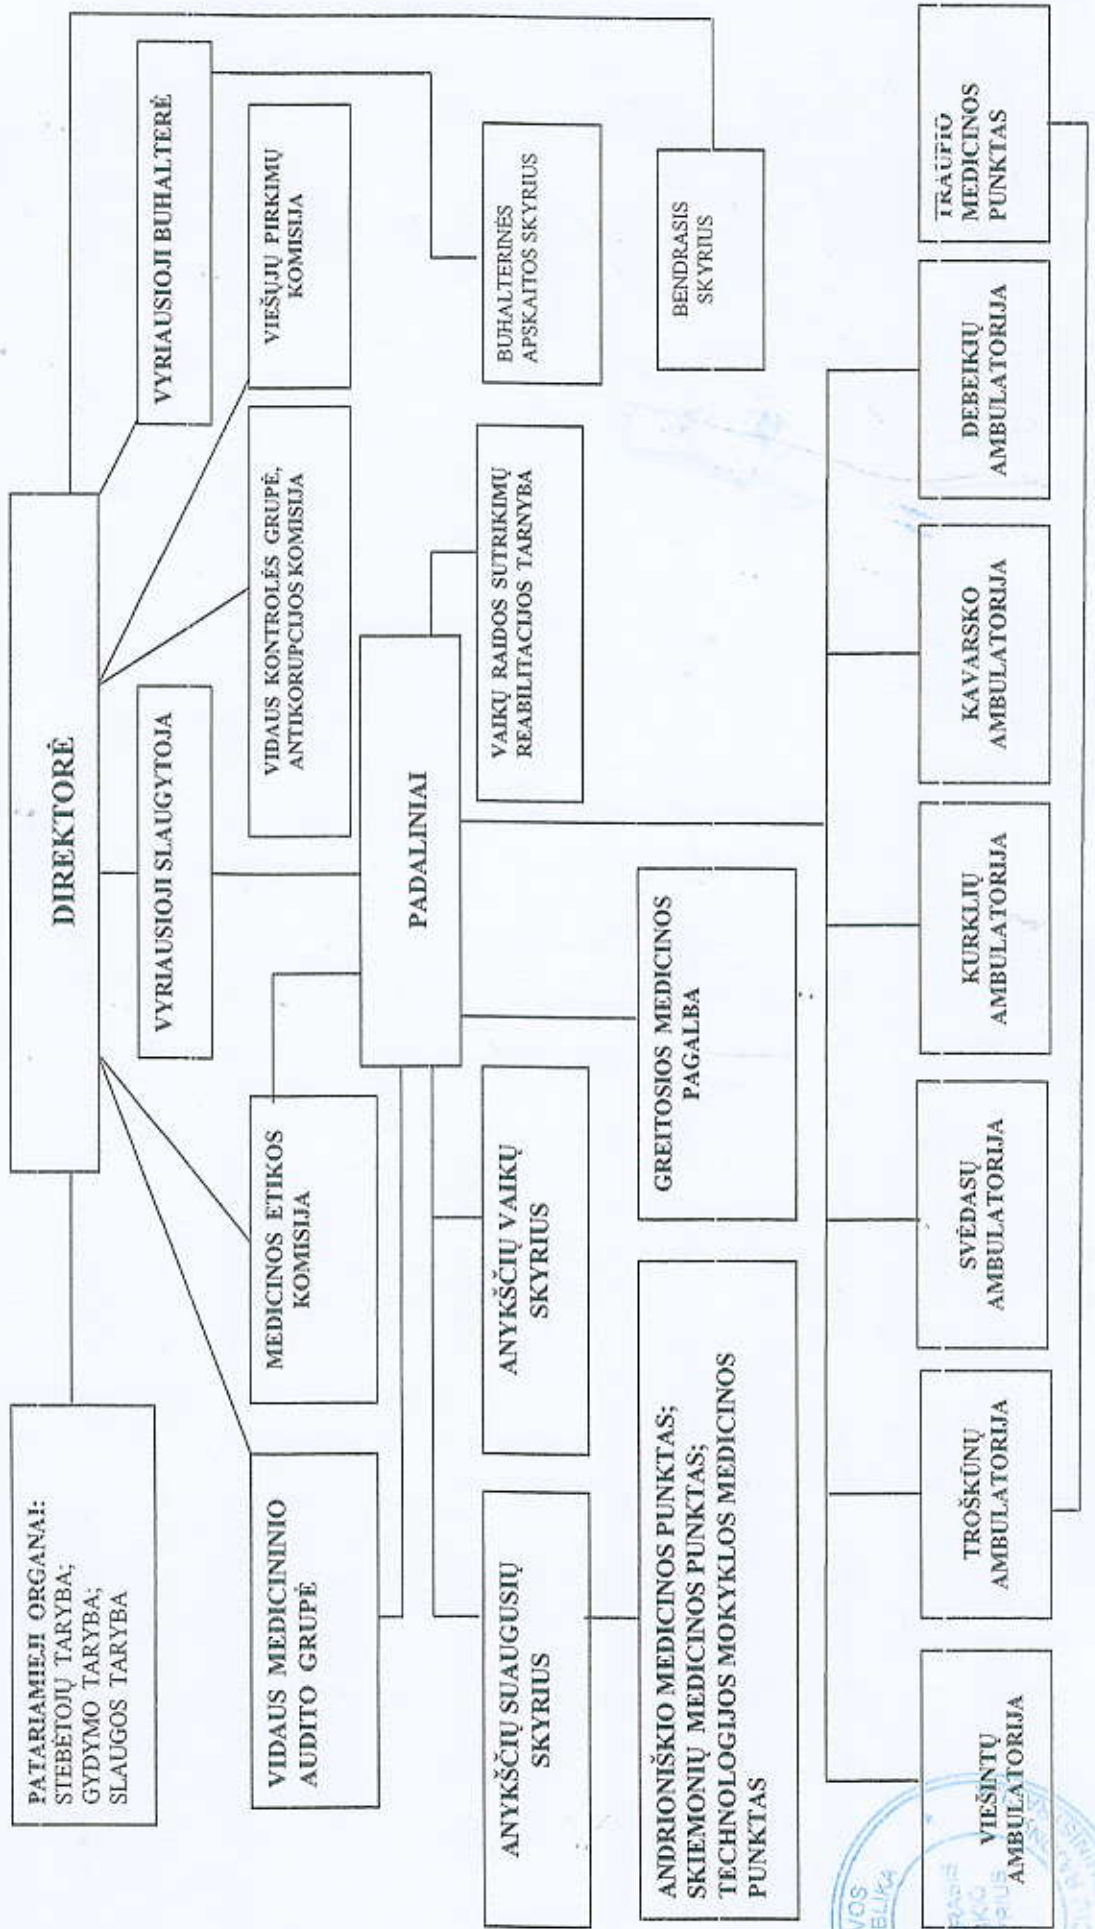 DIREKTORĖ
PATARIAMIEJI ORGANAI:
STEBĖTOJŲ TARYBA;
GYDYMO TARYBA;
SLAUGOS TARYBA
VYRIAUSIOJI SLAUGYTOJA
VYRIAUSIOJI BUHALTERĖ
VIDAUS MEDICININIO
AUDITO GRUPĖ
MEDICINOS ETIKOS
KOMISIJA
VIDAUS KONTROLĖS GRUPĖ,
ANTIKORUPCIJOS KOMISIJA
VIEŠŲJŲ PIRKIMŲ
KOMISIJA
PADALINIAI
ANYKŠČIŲ SUAUGUSIŲ
SKYRIUS
ANYKŠČIŲ VAIKŲ
SKYRIUS
VAIKŲ RAIDOS SUTRIKIMŲ
REABILITACIJOS TARNYBA
BUHALTERINĖS
APSKAITOS SKYRIUS
ANDRIONIŠKIO MEDICINOS PUNKTAS;
SKIEMONIŲ MEDICINOS PUNKTAS;
TECHNOLOGIJOS MOKYKLOS MEDICINOS
PUNKTAS
GREITOSIOS MEDICINOS
PAGALBA
BENDRASIS
SKYRIUS
VIEŠINTŲ
AMBULATORIJA
TROŠKŪNŲ
AMBULATORIJA
SVĖDASŲ
AMBULATORIJA
KURKLIŲ
AMBULATORIJA
KAVARSKO
AMBULATORIJA
DEBEIKIŲ
AMBULATORIJA
TRAUPIO
MEDICINOS
PUNKTAS